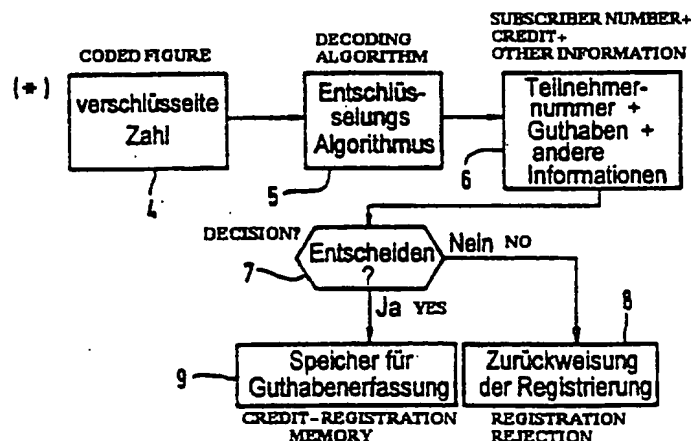 CODED FIGURE
DECODING
ALGORITHM
SUBSCRIBER NUMBER+
CREDIT+
OTHER INFORMATION
(*)
verschlüsseite
Zahl
Entschlüs-
selungs
Algorithmus
Teilnehmer-
nummer +
Guthaben +
andere
Informationen
4
5
6
DECISION?
Entscheiden
?
Nein NO
7
Ja YES
8
9
Speicher für
Guthabenerfassung
Zurückweisung
der Registrierung
CREDIT-REGISTRATION
MEMORY
REGISTRATION
REJECTION